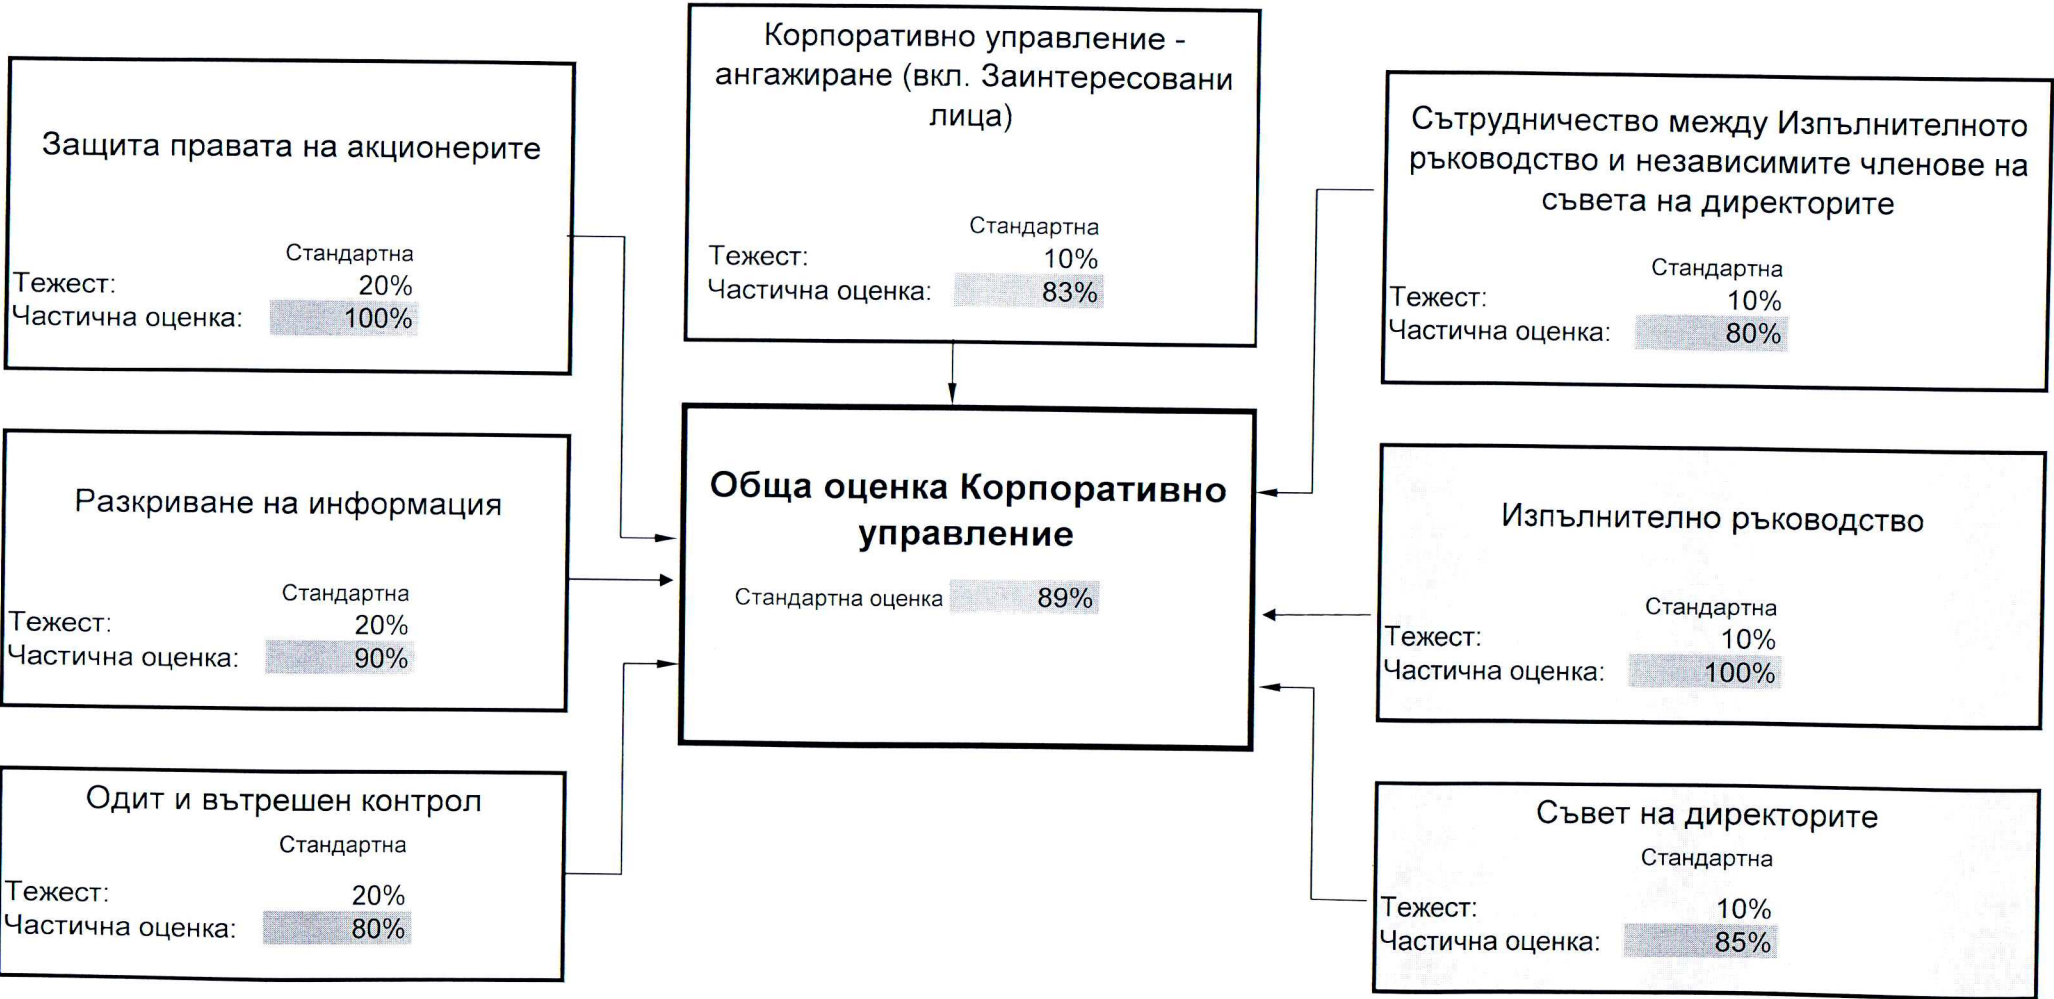 Корпоративно управление -
ангажиране (вкл. Заинтересовани
лица)
Стандартна
Тежест: 10%
Частична оценка: 83%
Защита правата на акционерите
Стандартна
Тежест: 20%
Частична оценка: 100%
Сътрудничество между Изпълнителното
ръководство и независимите членове на
съвета на директорите
Стандартна
Тежест: 10%
Частична оценка: 80%
Разкриване на информация
Стандартна
Тежест: 20%
Частична оценка: 90%
Обща оценка Корпоративно
управление
Стандартна оценка 89%
Изпълнително ръководство
Стандартна
Тежест: 10%
Частична оценка: 100%
Одит и вътрешен контрол
Стандартна
Тежест: 20%
Частична оценка: 80%
Съвет на директорите
Стандартна
Тежест: 10%
Частична оценка: 85%